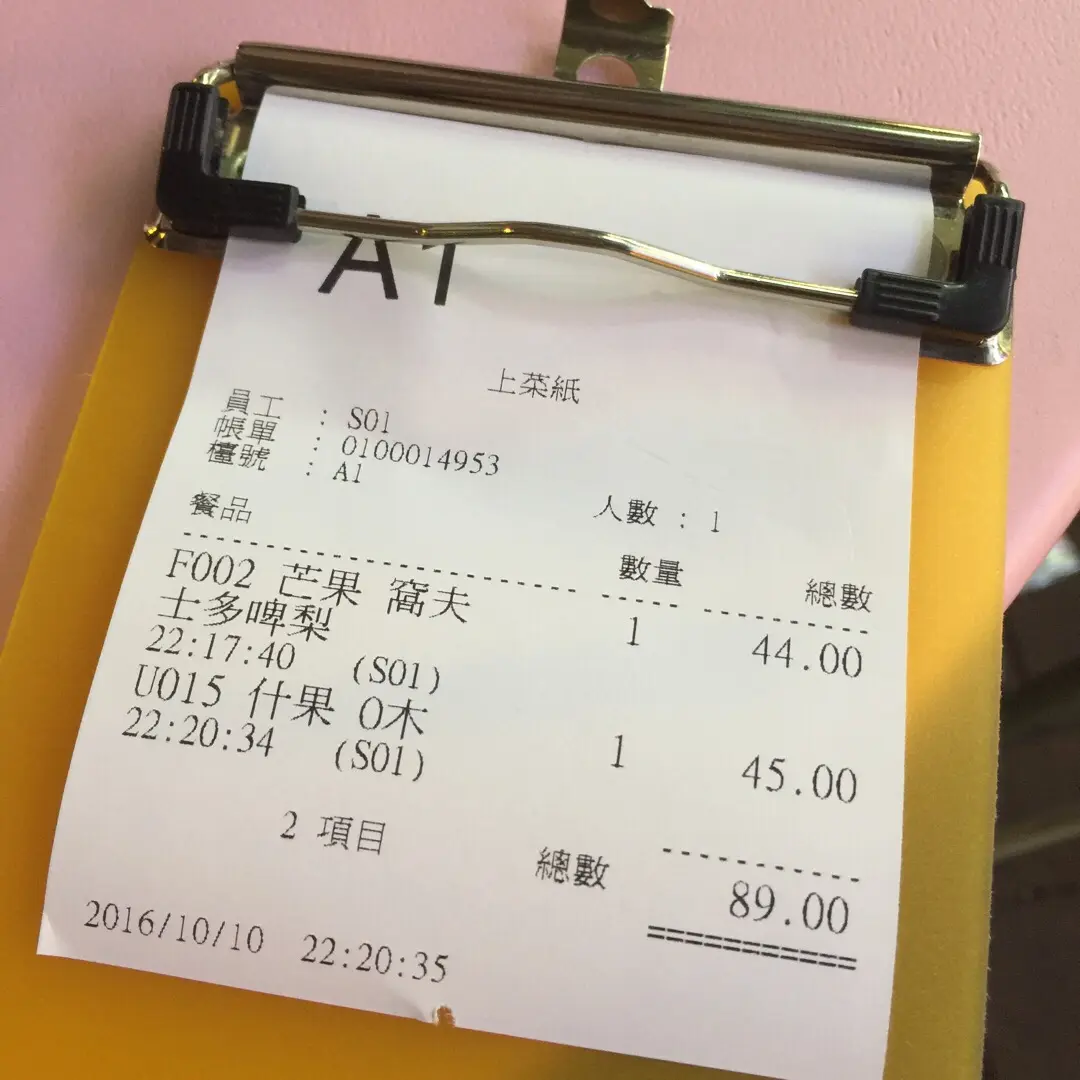 A1
上菜紙
員工 : S01
帳單 : 0100014953
檯號 : A1
人數 : 1
餐品 數量 總數
F002 芒果 窩夫 1 44.00
士多啤梨
22:17:40 (S01)
U015 什果 O木 1 45.00
22:20:34 (S01)
2 項目
總數 89.00
2016/10/10 22:20:35